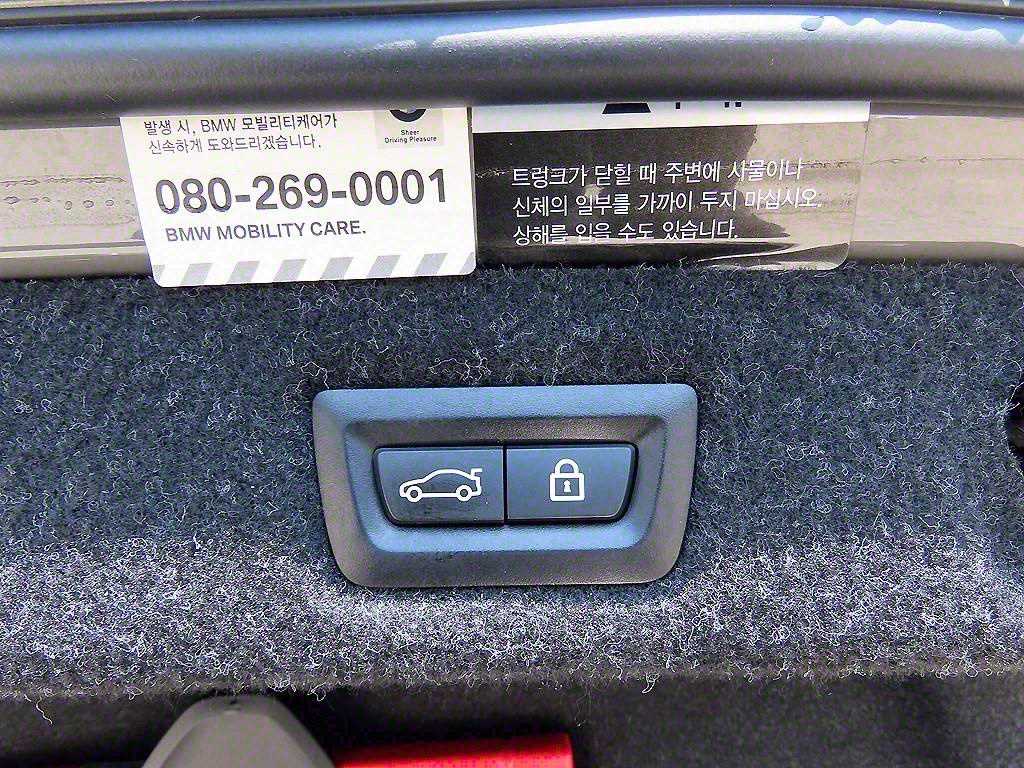 발생 시, BMW 모빌리티케어가
신속하게 도와드리겠습니다.
Sheer
Driving Pleasure
080-269-0001
BMW MOBILITY CARE.
트렁크가 닫힐 때 주변에 사물이나
신체의 일부를 가까이 두지 마십시오.
상해를 입을 수도 있습니다.